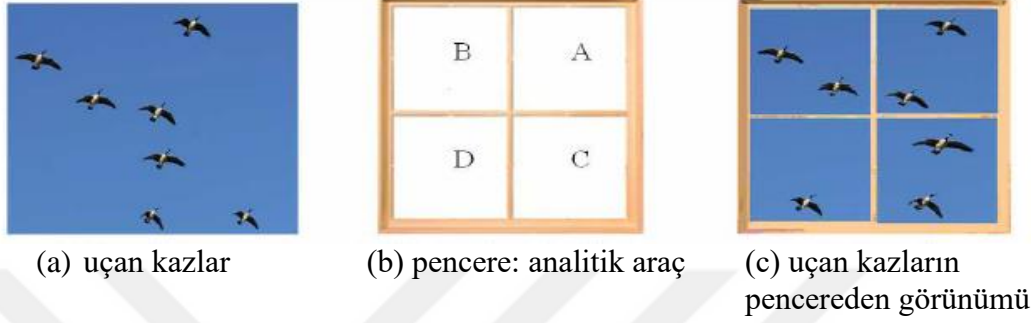 B A
D C
(a) uçan kazlar
(b) pencere: analitik araç
(c) uçan kazların
pencereden görünümü